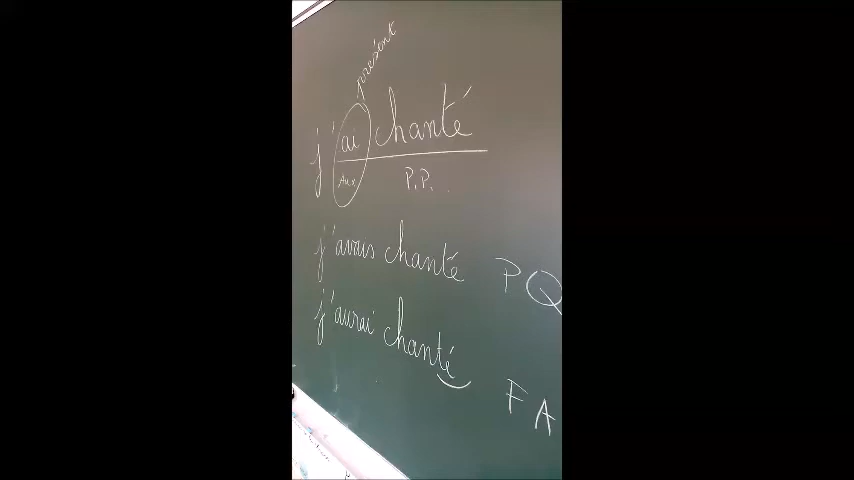 présent
j'ai chanté
Aux P.P.
j'avais chanté PQ
j'aurai chanté FA